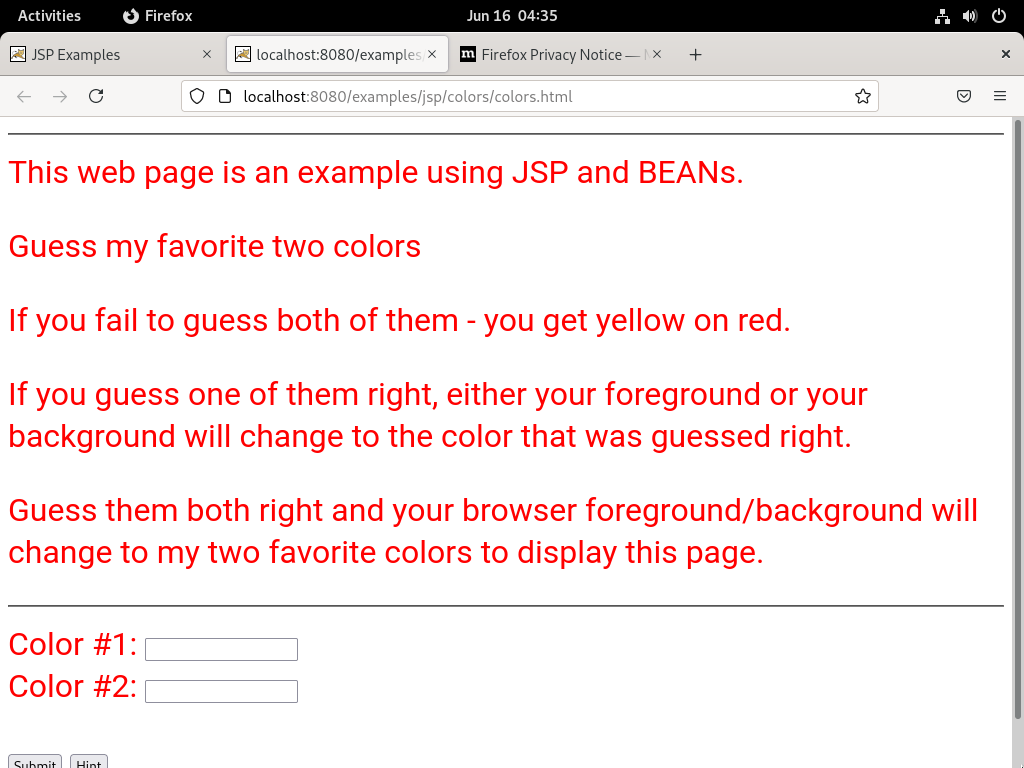 Activities Firefox Jun 16 04:35
JSP Examples localhost:8080/examples Firefox Privacy Notice —
localhost:8080/examples/jsp/colors/colors.html
This web page is an example using JSP and BEANs.
Guess my favorite two colors
If you fail to guess both of them - you get yellow on red.
If you guess one of them right, either your foreground or your
background will change to the color that was guessed right.
Guess them both right and your browser foreground/background will
change to my two favorite colors to display this page.
Color #1:
Color #2:
Submit Hint